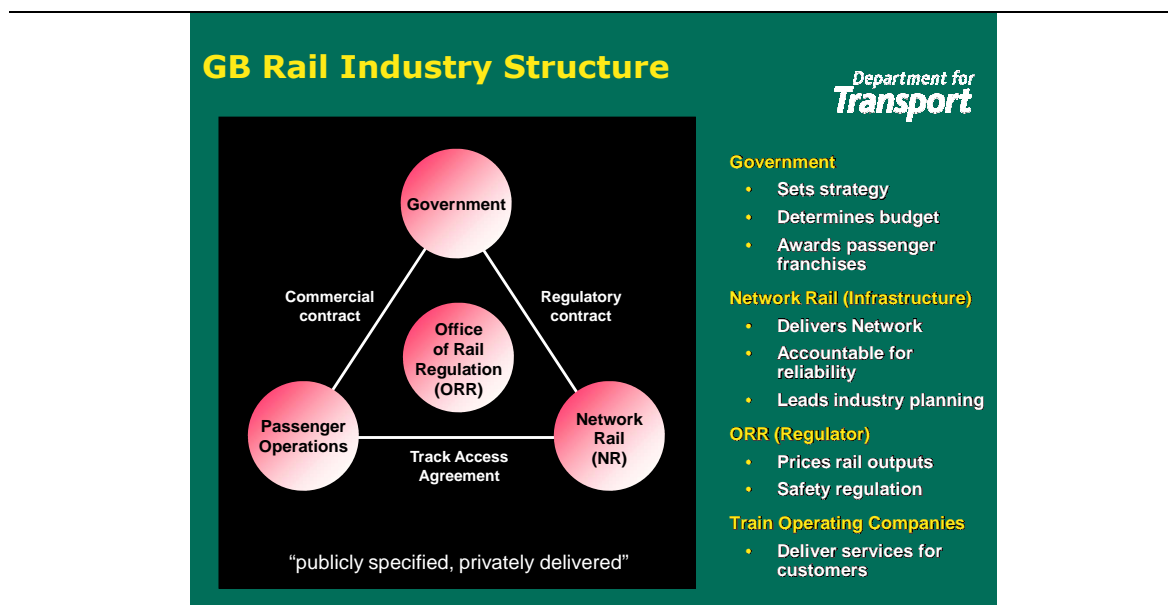 GB Rail Industry Structure
Department for
Transport
Government
Commercial
contract
Regulatory
contract
Office
of Rail
Regulation
(ORR)
Passenger
Operations
Network
Rail
(NR)
Track Access
Agreement
“publicly specified, privately delivered”
Government
• Sets strategy
• Determines budget
• Awards passenger
franchises
Network Rail (Infrastructure)
• Delivers Network
• Accountable for
reliability
• Leads industry planning
ORR (Regulator)
• Prices rail outputs
• Safety regulation
Train Operating Companies
• Deliver services for
customers